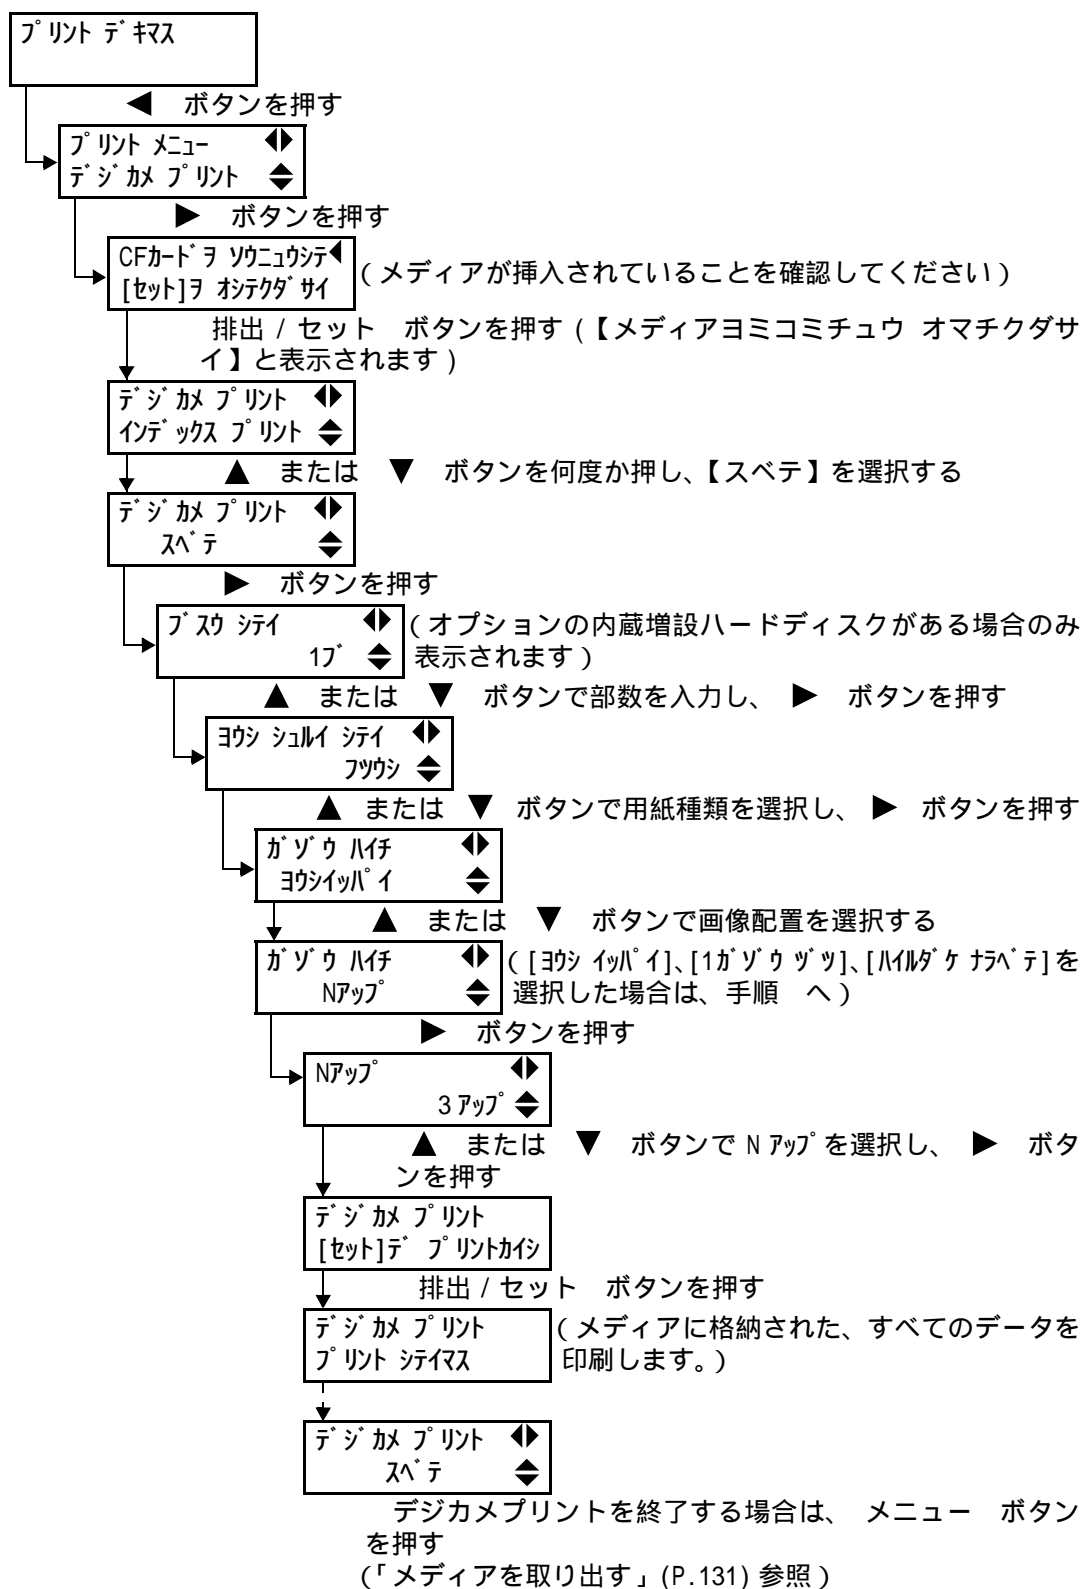 ﾌﾟﾘﾝﾄ ﾃﾞｷﾏｽ
◀ ボタンを押す
ﾌﾟﾘﾝﾄ ﾒﾆｭｰ ◀▶
ﾃﾞｼﾞｶﾒ ﾌﾟﾘﾝﾄ ▲▼
▶ ボタンを押す
CFｶｰﾄﾞｦ ｿｳﾆｭｳｼﾃ◀
[ｾｯﾄ]ｦ ｵｼﾃｸﾀﾞｻｲ
(メディアが挿入されていることを確認してください)
排出 / セット ボタンを押す (【メディアヨミコミチュウ オマチクダサ
イ】と表示されます)
ﾃﾞｼﾞｶﾒ ﾌﾟﾘﾝﾄ ◀▶
ｲﾝﾃﾞｯｸｽ ﾌﾟﾘﾝﾄ ▲▼
▲ または ▼ ボタンを何度か押し、【スベテ】を選択する
ﾃﾞｼﾞｶﾒ ﾌﾟﾘﾝﾄ ◀▶
ｽﾍﾞﾃ ▲▼
▶ ボタンを押す
ﾌﾞｽｳ ｼﾃｲ ◀▶
1ﾌﾞ ▲▼
(オプションの内蔵増設ハードディスクがある場合のみ
表示されます)
▲ または ▼ ボタンで部数を入力し、 ▶ ボタンを押す
ﾖｳｼ ｼｭﾙｲ ｼﾃｲ ◀▶
ﾌﾂｳｼ ▲▼
▲ または ▼ ボタンで用紙種類を選択し、 ▶ ボタンを押す
ｶﾞｿﾞｳ ﾊｲﾁ ◀▶
ﾖｳｼｲｯﾊﾟｲ ▲▼
▲ または ▼ ボタンで画像配置を選択する
ｶﾞｿﾞｳ ﾊｲﾁ ◀▶
Nｱｯﾌﾟ ▲▼
([ﾖｳｼ ｲｯﾊﾟｲ]、[1ｶﾞｿﾞｳ ﾂﾞﾂ]、[ﾊｲﾙﾀﾞｹ ﾅﾗﾍﾞﾃ]を
選択した場合は、手順 へ)
▶ ボタンを押す
Nｱｯﾌﾟ ◀▶
3 ｱｯﾌﾟ ▲▼
▲ または ▼ ボタンで N ｱｯﾌﾟを選択し、 ▶ ボタ
ンを押す
ﾃﾞｼﾞｶﾒ ﾌﾟﾘﾝﾄ
[ｾｯﾄ]ﾃﾞ ﾌﾟﾘﾝﾄｶｲｼ
排出 / セット ボタンを押す
ﾃﾞｼﾞｶﾒ ﾌﾟﾘﾝﾄ
ﾌﾟﾘﾝﾄ ｼﾃｲﾏｽ
(メディアに格納された、すべてのデータを
印刷します。)
ﾃﾞｼﾞｶﾒ ﾌﾟﾘﾝﾄ ◀▶
ｽﾍﾞﾃ ▲▼
デジカメプリントを終了する場合は、 メニュー ボタン
を押す
(「メディアを取り出す」(P.131) 参照)